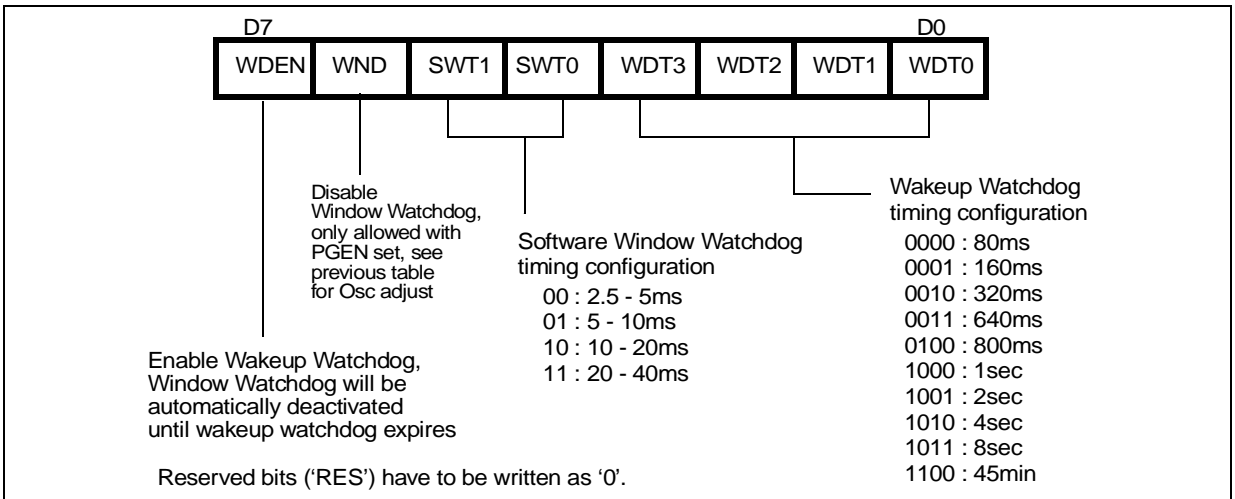 D7 D0
WDEN WND SWT1 SWT0 WDT3 WDT2 WDT1 WDT0
Disable
Window Watchdog,
only allowed with
PGEN set, see
previous table
for Osc adjust
Enable Wakeup Watchdog,
Window Watchdog will be
automatically deactivated
until wakeup watchdog expires
Software Window Watchdog
timing configuration
00 : 2.5 - 5ms
01 : 5 - 10ms
10 : 10 - 20ms
11 : 20 - 40ms
Wakeup Watchdog
timing configuration
0000 : 80ms
0001 : 160ms
0010 : 320ms
0011 : 640ms
0100 : 800ms
1000 : 1sec
1001 : 2sec
1010 : 4sec
1011 : 8sec
1100 : 45min
Reserved bits (‘RES’) have to be written as ‘0’.